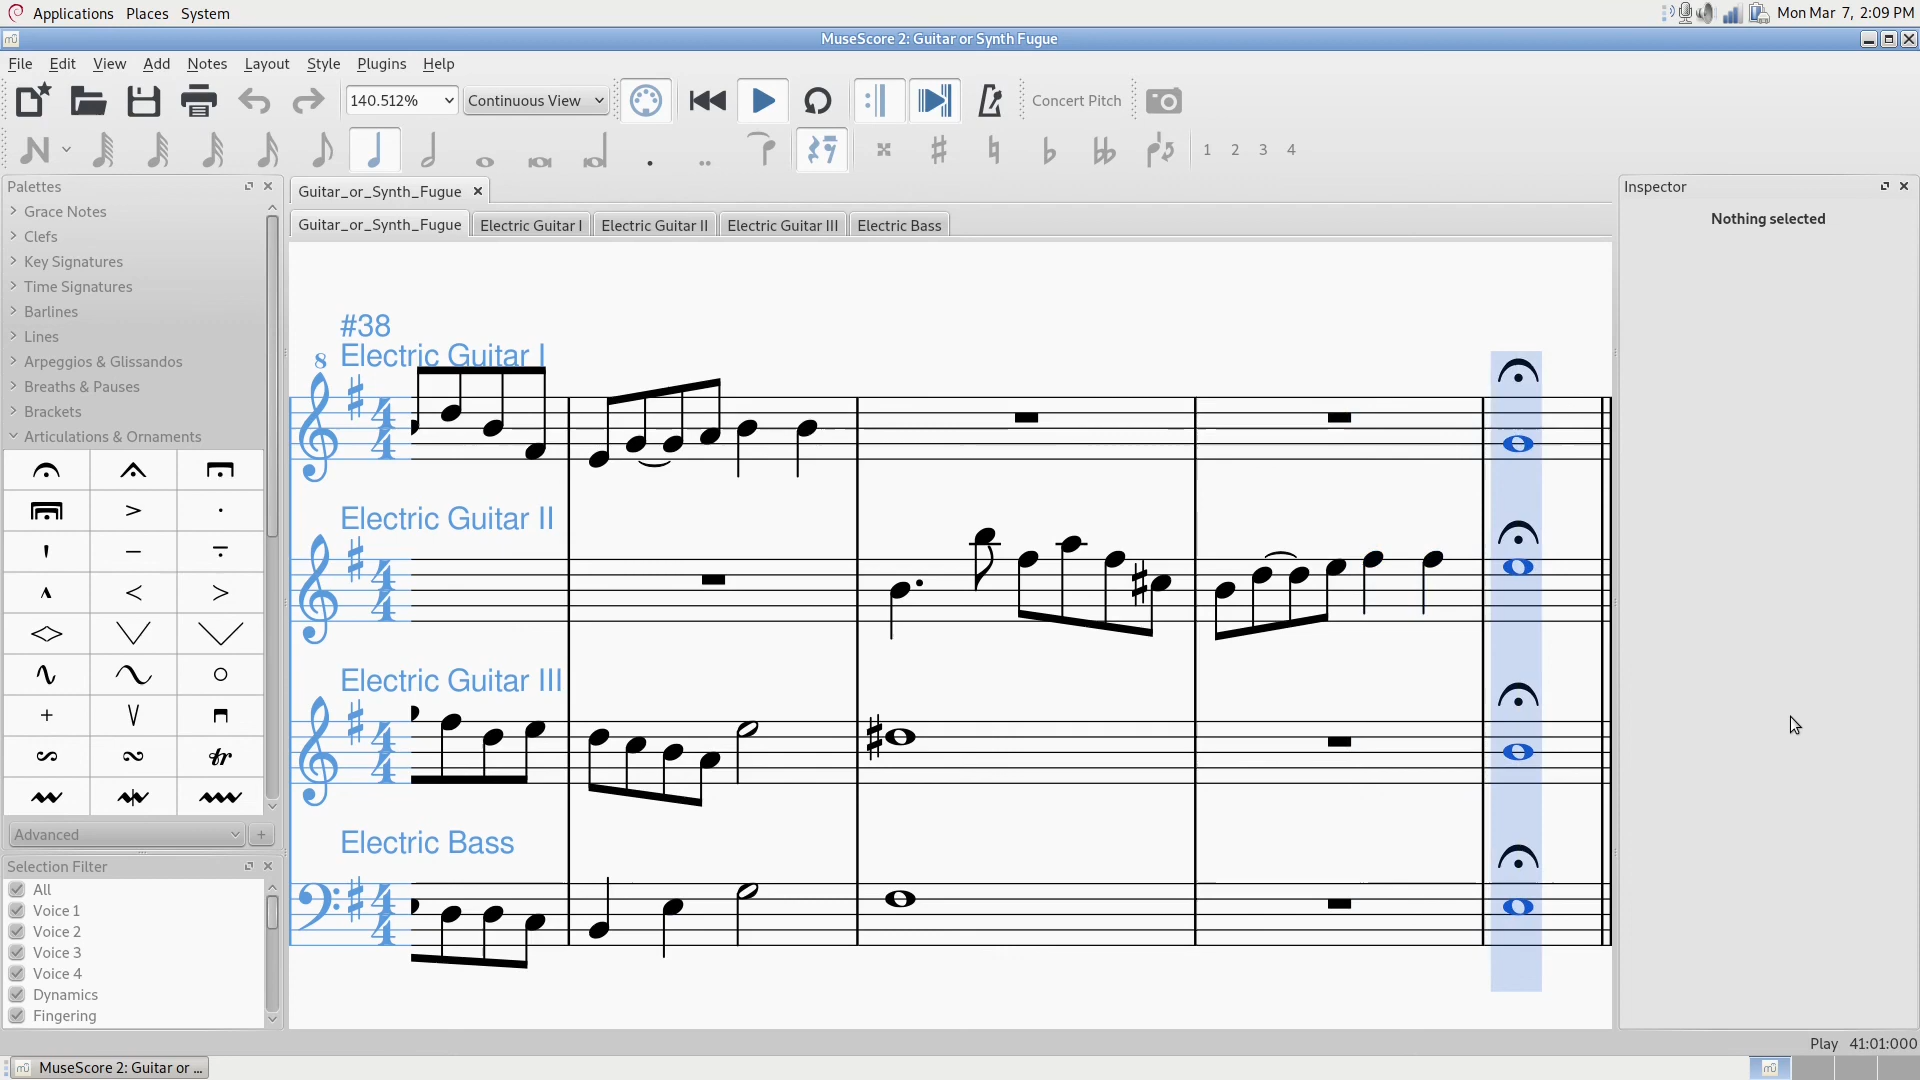 Applications Places System
Mon Mar 7, 2:09 PM
MuseScore 2: Guitar or Synth Fugue
File Edit View Add Notes Layout Style Plugins Help
140.512% Continuous View Concert Pitch
1 2 3 4
Palettes
Grace Notes
Clefs
Key Signatures
Time Signatures
Barlines
Lines
Arpeggios & Glissandos
Breaths & Pauses
Brackets
Articulations & Ornaments
Advanced
Selection Filter
All
Voice 1
Voice 2
Voice 3
Voice 4
Dynamics
Fingering
Guitar_or_Synth_Fugue
Guitar_or_Synth_Fugue Electric Guitar I Electric Guitar II Electric Guitar III Electric Bass
#38
Electric Guitar I
Electric Guitar II
Electric Guitar III
Electric Bass
Inspector
Nothing selected
Play 41:01:000
MuseScore 2: Guitar or ...